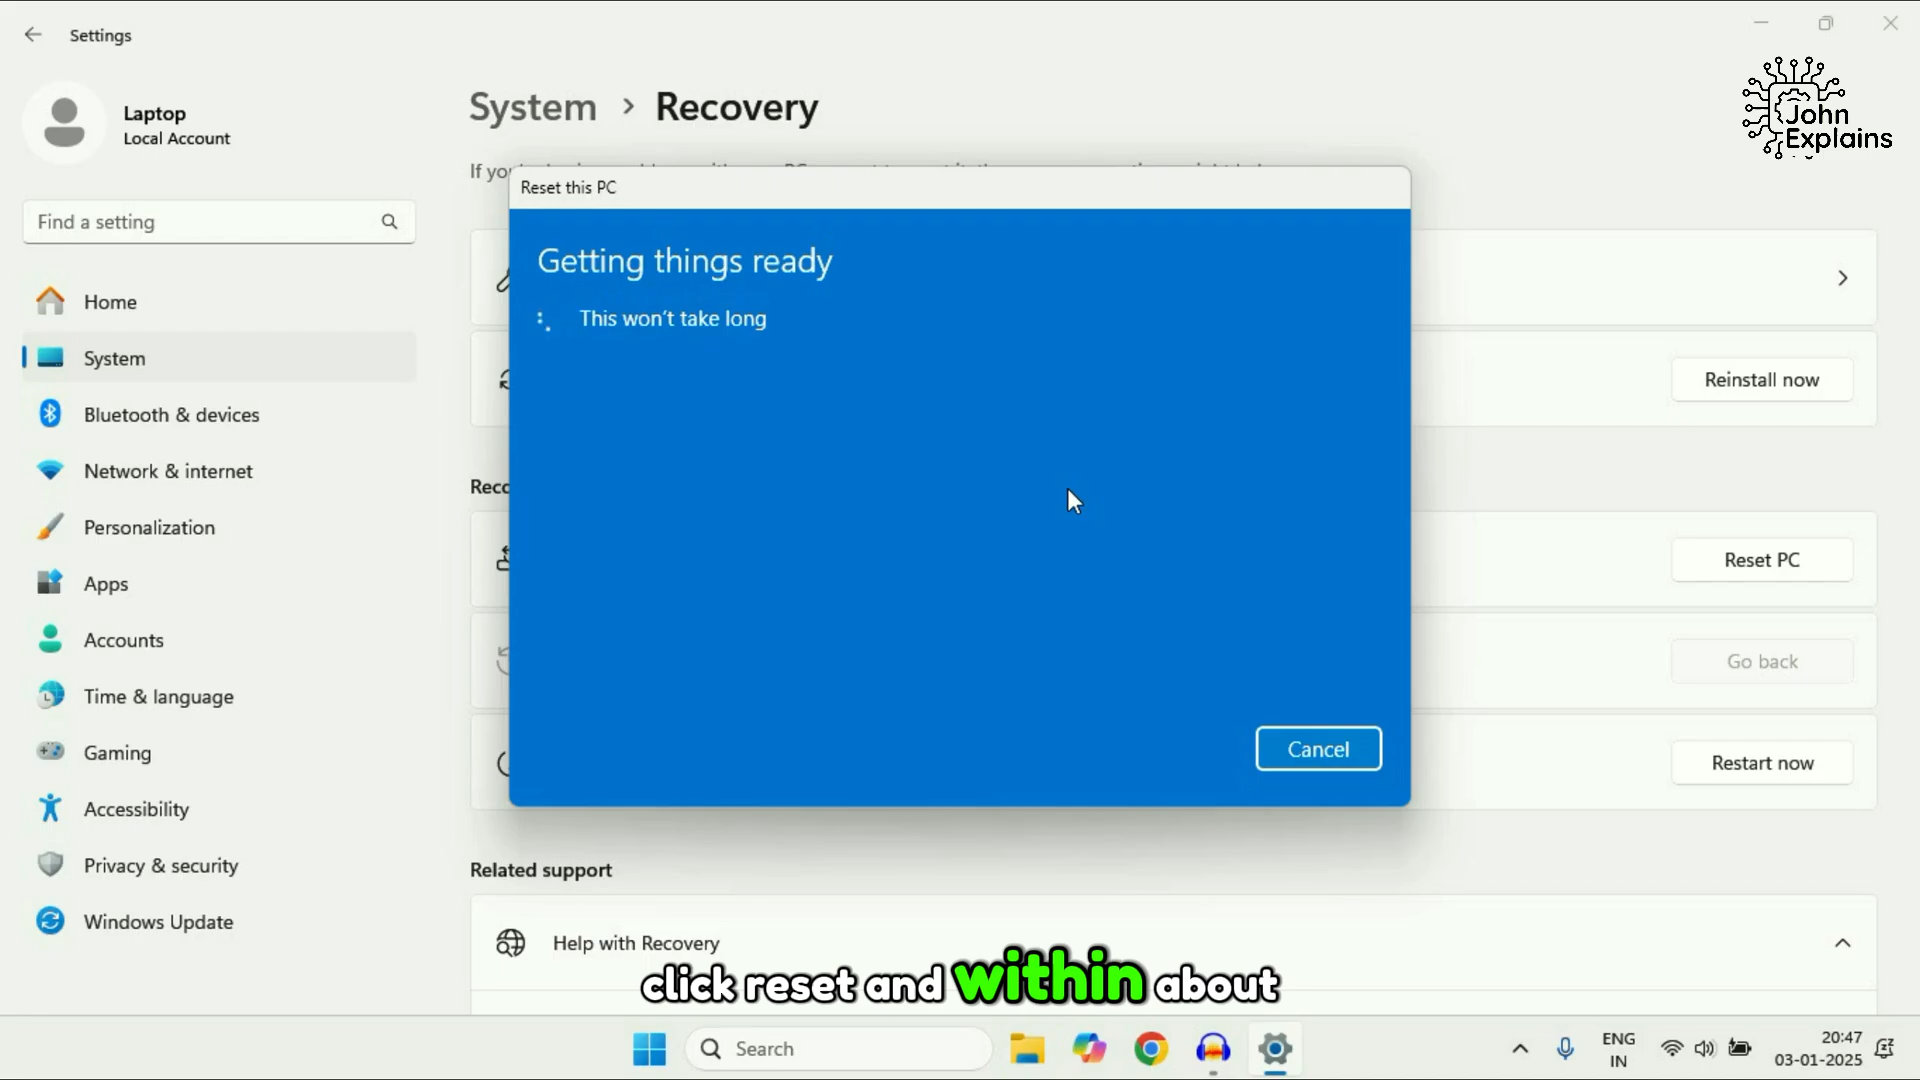 Settings
Laptop
Local Account
Find a setting
Home
System
Bluetooth & devices
Network & internet
Personalization
Apps
Accounts
Time & language
Gaming
Accessibility
Privacy & security
Windows Update
System > Recovery
John
Explains
If
Reset this PC
Getting things ready
This won't take long
Cancel
Reinstall now
Reset PC
Go back
Restart now
Related support
Help with Recovery
click reset and within about
Search
ENG
IN
20:47
03-01-2025